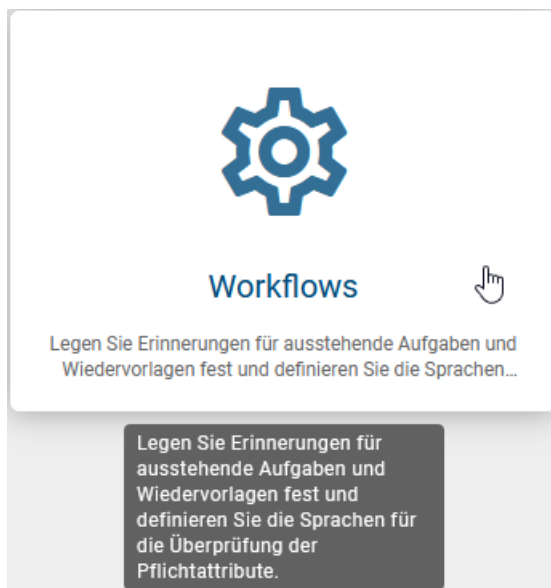 Workflows
Legen Sie Erinnerungen für ausstehende Aufgaben und
Wiedervorlagen fest und definieren Sie die Sprachen...
Legen Sie Erinnerungen für
ausstehende Aufgaben und
Wiedervorlagen fest und
definieren Sie die Sprachen für
die Überprüfung der
Pflichtattribute.